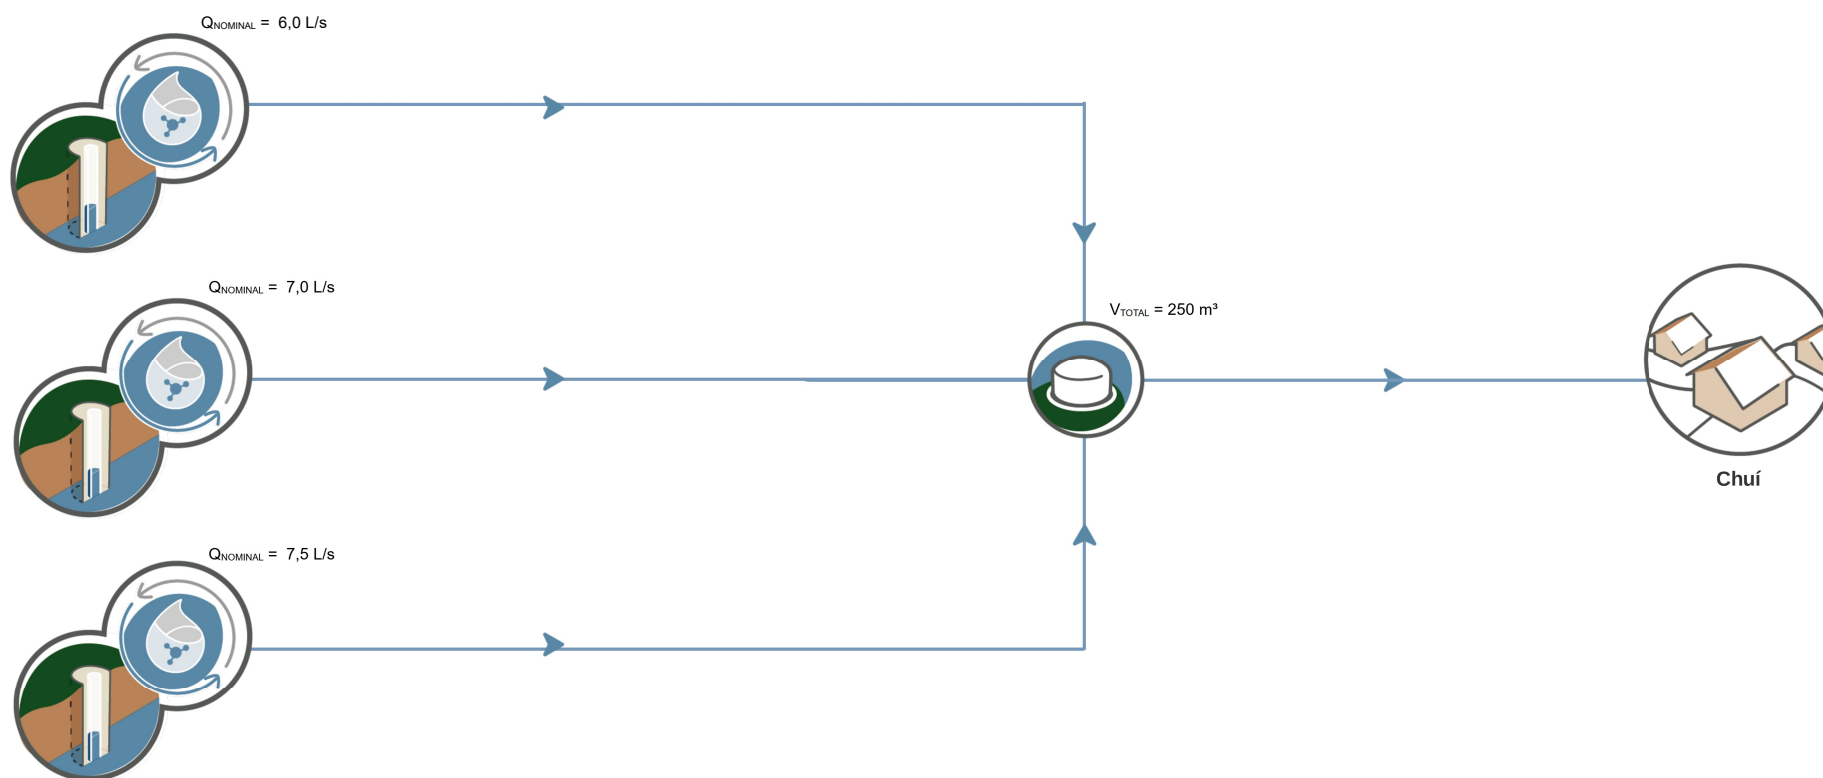 QNOMINAL = 6,0 L/s
QNOMINAL = 7,0 L/s
VTOTAL = 250 m³
Chuí
QNOMINAL = 7,5 L/s